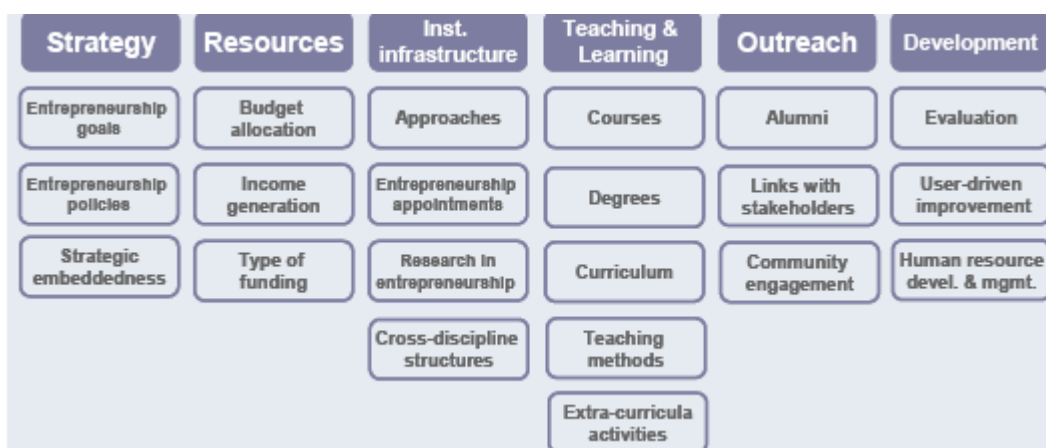 Strategy
Resources
Inst.
infrastructure
Teaching &
Learning
Outreach
Development
Entrepreneurship
goals
Budget
allocation
Approaches
Courses
Alumni
Evaluation
Entrepreneurship
policies
Income
generation
Entrepreneurship
appointments
Degrees
Links with
stakeholders
User-driven
improvement
Strategic
embeddedness
Type of
funding
Research in
entrepreneurship
Curriculum
Community
engagement
Human resource
devel. & mgmt.
Cross-discipline
structures
Teaching
methods
Extra-curricula
activities